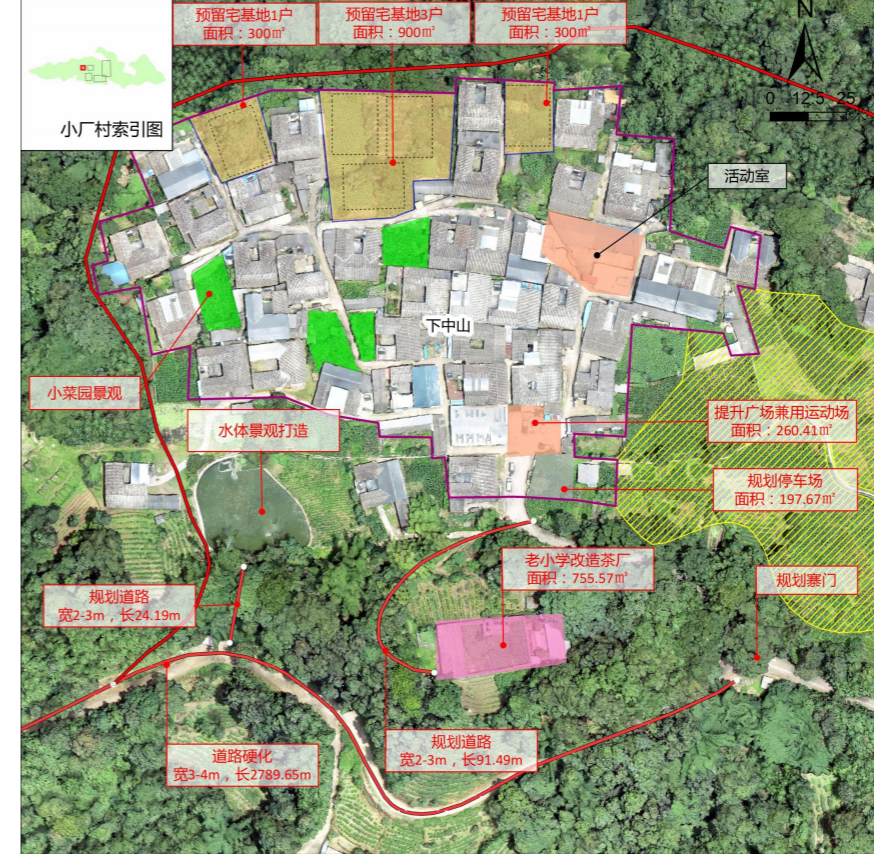 预留宅基地1户
面积：300㎡
预留宅基地3户
面积：900㎡
预留宅基地1户
面积：300㎡
N
0 12.5 25
小厂村索引图
活动室
下中山
小菜园景观
水体景观打造
提升广场兼用运动场
面积：260.41㎡
规划停车场
面积：197.67㎡
老小学改造茶厂
面积：755.57㎡
规划寨门
规划道路
宽2-3m，长24.19m
道路硬化
宽3-4m，长2789.65m
规划道路
宽2-3m，长91.49m